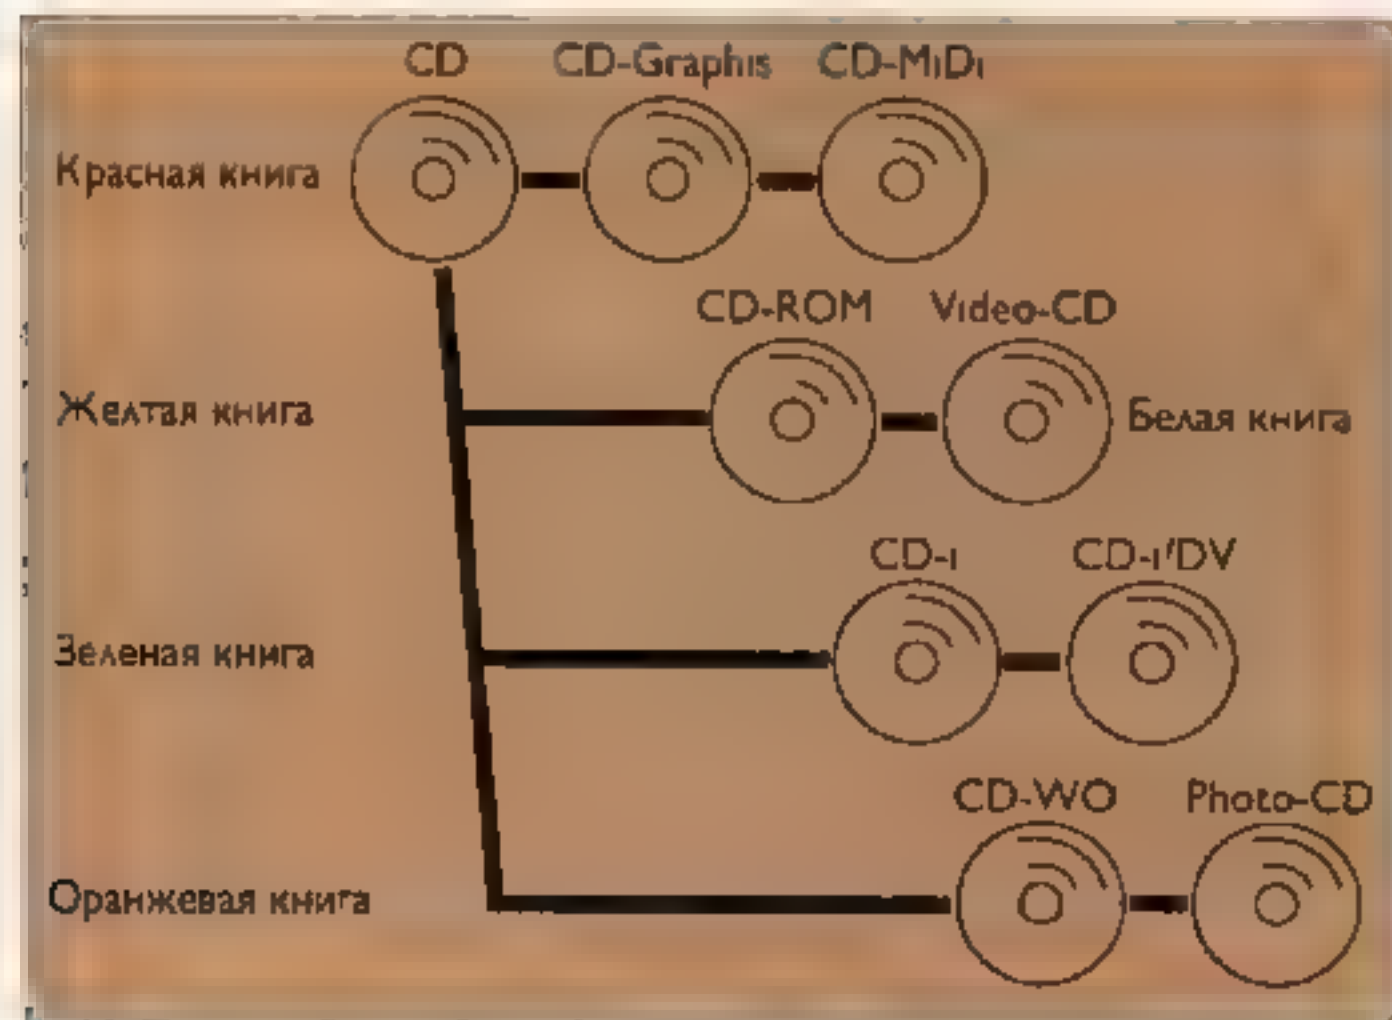 CD CD-Graphis CD-MiDi
Красная книга
CD-ROM Video-CD
Желтая книга Белая книга
CD-i CD-i'DV
Зеленая книга
CD-WO Photo-CD
Оранжевая книга